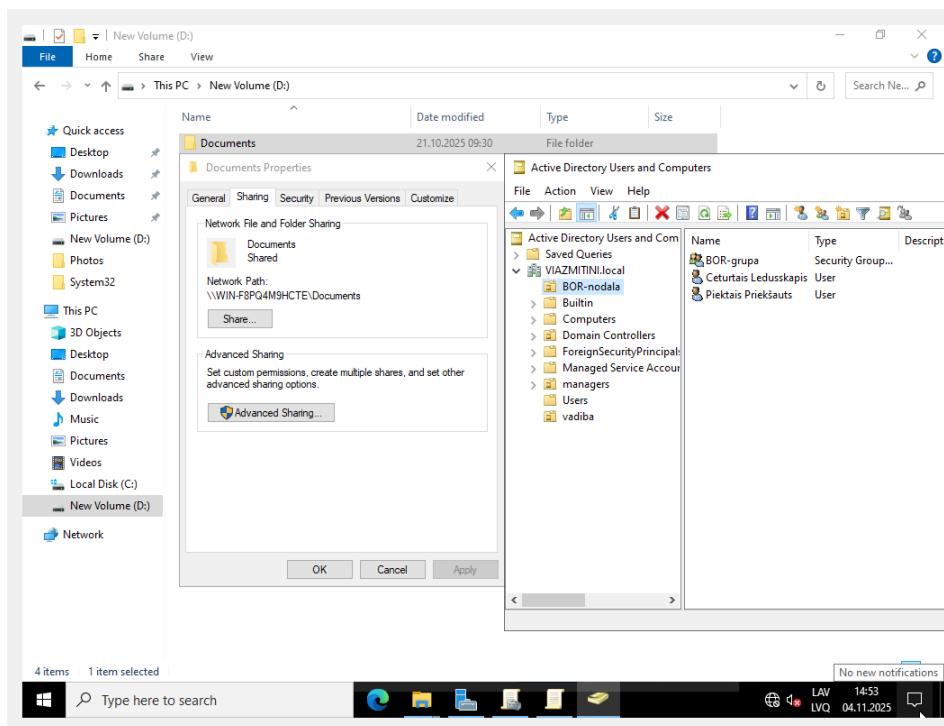 New Volume (D:)
File Home Share View
This PC > New Volume (D:)
Search Ne...
Name Date modified Type Size
Quick access
Desktop
Downloads
Documents
Pictures
New Volume (D:)
Photos
System32
This PC
3D Objects
Desktop
Documents
Downloads
Music
Pictures
Videos
Local Disk (C:)
New Volume (D:)
Network
Documents 21.10.2025 09:30 File folder
Documents Properties
General Sharing Security Previous Versions Customize
Network File and Folder Sharing
Documents
Shared
Network Path:
\\WIN-F8PQ4M9HCTE\Documents
Share...
Advanced Sharing
Set custom permissions, create multiple shares, and set other
advanced sharing options.
Advanced Sharing...
OK Cancel Apply
Active Directory Users and Computers
File Action View Help
Active Directory Users and Com
Saved Queries
VIAZMITINI.local
BOR-nodala
Builtin
Computers
Domain Controllers
ForeignSecurityPrincipals
Managed Service Accour
managers
Users
vadiba
Name Type Descript
BOR-grupa Security Group...
Ceturtais Ledusskapis User
Piektais Priekšauts User
4 items 1 item selected
No new notifications
Type here to search
LAV 14:53
LVQ 04.11.2025